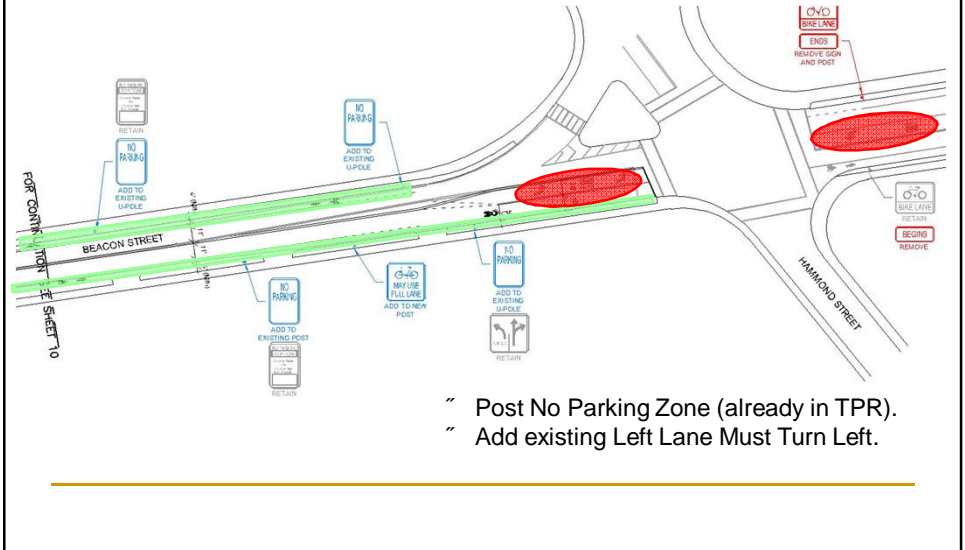 BIKE LANE
ENDS
REMOVE SIGN
AND POST
RETAIN
NO
PARKING
ADD TO
EXISTING
U-POLE
NO
PARKING
ADD TO
EXISTING
U-POLE
FOR CONTINUATION SEE SHEET 10
BEACON STREET
11'
11'
NO
PARKING
ADD TO
EXISTING POST
RETAIN
MAY USE
FULL LANE
ADD TO NEW
POST
NO
PARKING
ADD TO
EXISTING
U-POLE
RETAIN
BIKE LANE
RETAIN
BEGINS
REMOVE
HAMMOND STREET
˝ Post No Parking Zone (already in TPR).
˝ Add existing Left Lane Must Turn Left.